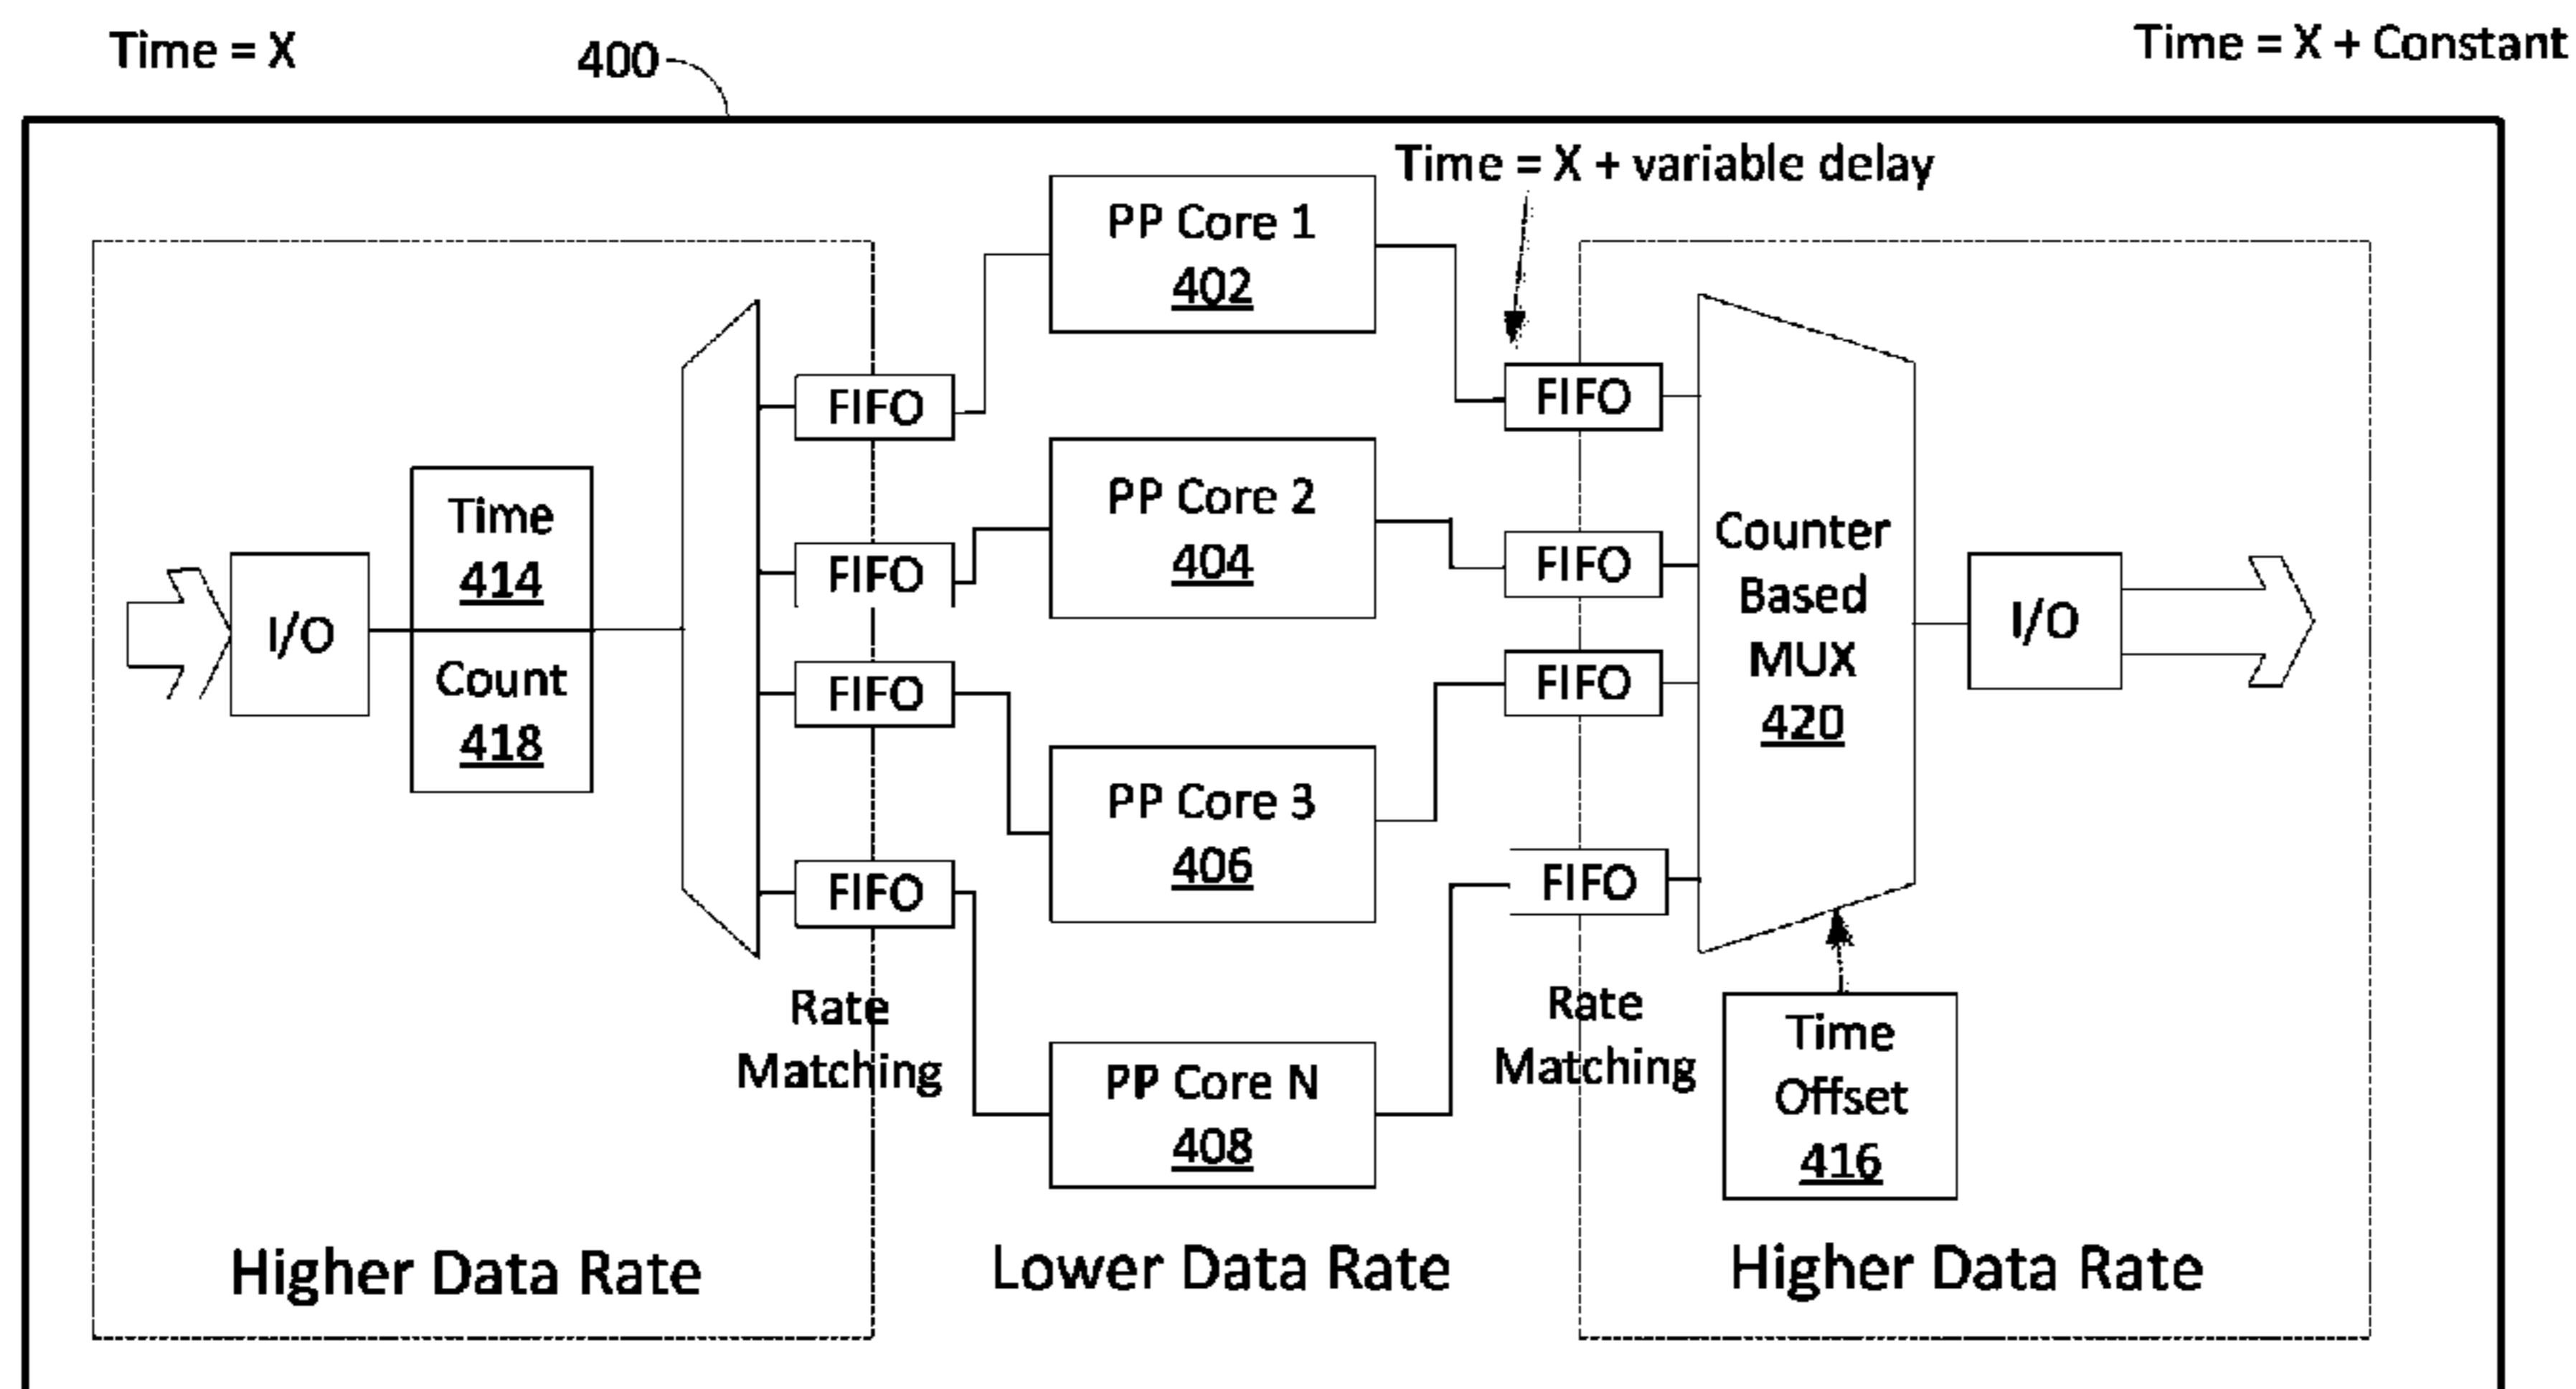 Time = X
400
Time = X + Constant
Time = X + variable delay
PP Core 1
402
FIFO
FIFO
PP Core 2
404
FIFO
FIFO
Time
414
Count
418
I/O
Counter
Based
MUX
420
I/O
FIFO
FIFO
PP Core 3
406
FIFO
FIFO
Rate
Matching
Rate
Matching
PP Core N
408
Time
Offset
416
Higher Data Rate
Lower Data Rate
Higher Data Rate